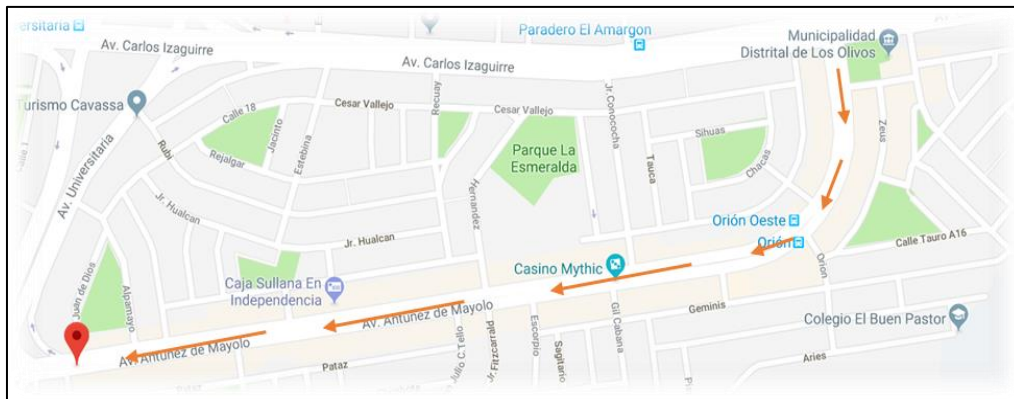 ersitaria
Av. Carlos Izaguirre
Paradero El Amargon
Av. Carlos Izaguirre
Municipalidad
Distrital de Los Olivos
urismo Cavassa
Calle 18
Cesar Vallejo
Recuay
Cesar Vallejo
Jr. Conococha
Sihuas
Zeus
Av. Universitaria
Rubi
Rejalgar
Jacinto
Estebina
Parque La
Esmeralda
Tauca
Chacas
Jr. Hualcan
Hernandez
Jr. Hualcan
Orión Oeste
Orión
Orion
Calle Tauro A16
Juan de Dios
Alpamayo
Caja Sullana En
Independencia
Casino Mythic
Av. Antunez de Mayolo
Gil Cabana
Geminis
Colegio El Buen Pastor
Av. Antunez de Mayolo
Pataz
Julio C. Tello
Jr. Fitzcarrald
Escorpio
Sagitario
Aries